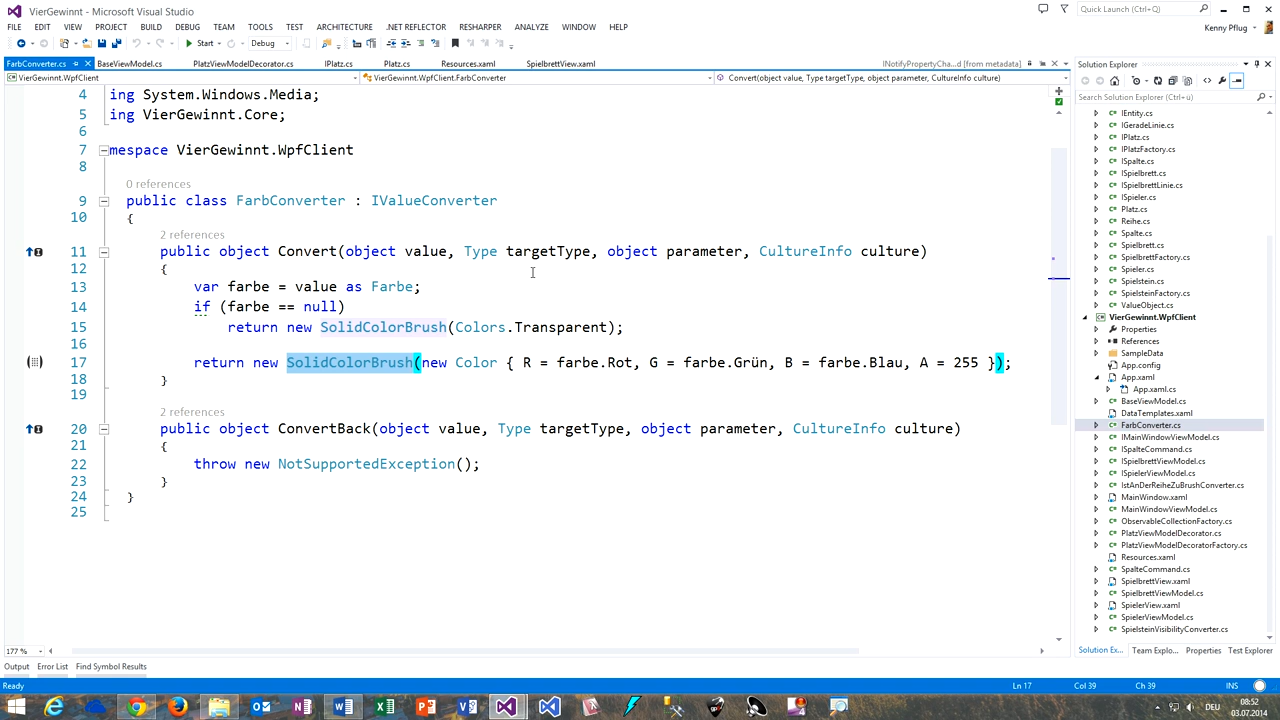 VierGewinnt - Microsoft Visual Studio
Quick Launch (Ctrl+Q)
FILE EDIT VIEW PROJECT BUILD DEBUG TEAM TOOLS TEST ARCHITECTURE .NET REFLECTOR RESHARPER ANALYZE WINDOW HELP
Kenny Pflug
Start Debug
FarbConverter.cs BaseViewModel.cs PlatzViewModelDecorator.cs IPlatz.cs Platz.cs Resources.xaml SpielbrettView.xaml INotifyPropertyCha...d [from metadata]
VierGewinnt.WpfClient VierGewinnt.WpfClient.FarbConverter Convert(object value, Type targetType, object parameter, CultureInfo culture)
4 ing System.Windows.Media;
5 ing VierGewinnt.Core;
6
7 mespace VierGewinnt.WpfClient
8
0 references
9 public class FarbConverter : IValueConverter
10 {
2 references
11 public object Convert(object value, Type targetType, object parameter, CultureInfo culture)
12 {
13 var farbe = value as Farbe;
14 if (farbe == null)
15 return new SolidColorBrush(Colors.Transparent);
16
17 return new SolidColorBrush(new Color { R = farbe.Rot, G = farbe.Grün, B = farbe.Blau, A = 255 });
18 }
19
2 references
20 public object ConvertBack(object value, Type targetType, object parameter, CultureInfo culture)
21 {
22 throw new NotSupportedException();
23 }
24 }
25
177 %
Output Error List Find Symbol Results
Solution Explorer
Search Solution Explorer (Ctrl+ü)
IEntity.cs
IGeradeLinie.cs
IPlatz.cs
IPlatzFactory.cs
ISpalte.cs
ISpielbrett.cs
ISpielbrettLinie.cs
ISpieler.cs
Platz.cs
Reihe.cs
Spalte.cs
Spielbrett.cs
SpielbrettFactory.cs
Spieler.cs
Spielstein.cs
SpielsteinFactory.cs
ValueObject.cs
VierGewinnt.WpfClient
Properties
References
SampleData
App.config
App.xaml
App.xaml.cs
BaseViewModel.cs
DataTemplates.xaml
FarbConverter.cs
IMainWindowViewModel.cs
ISpalteCommand.cs
ISpielbrettViewModel.cs
ISpielerViewModel.cs
IstAnDerReiheZuBrushConverter.cs
MainWindow.xaml
MainWindowViewModel.cs
ObservableCollectionFactory.cs
PlatzViewModelDecorator.cs
PlatzViewModelDecoratorFactory.cs
Resources.xaml
SpalteCommand.cs
SpielbrettView.xaml
SpielbrettViewModel.cs
SpielerView.xaml
SpielerViewModel.cs
SpielsteinVisibilityConverter.cs
Solution Ex... Team Explo... Properties Test Explorer
Ready Ln 17 Col 39 Ch 39 INS
DEU
08:52
03.07.2014